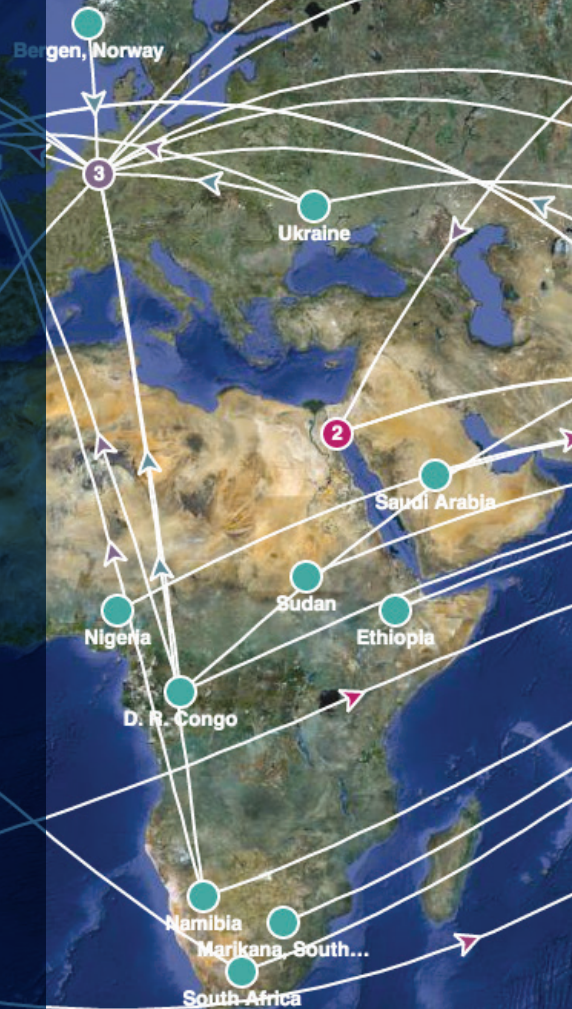 Bergen, Norway
3
Ukraine
2
Saudi Arabia
Sudan
Nigeria
Ethiopia
D. R. Congo
Namibia
Marikana, South...
South Africa